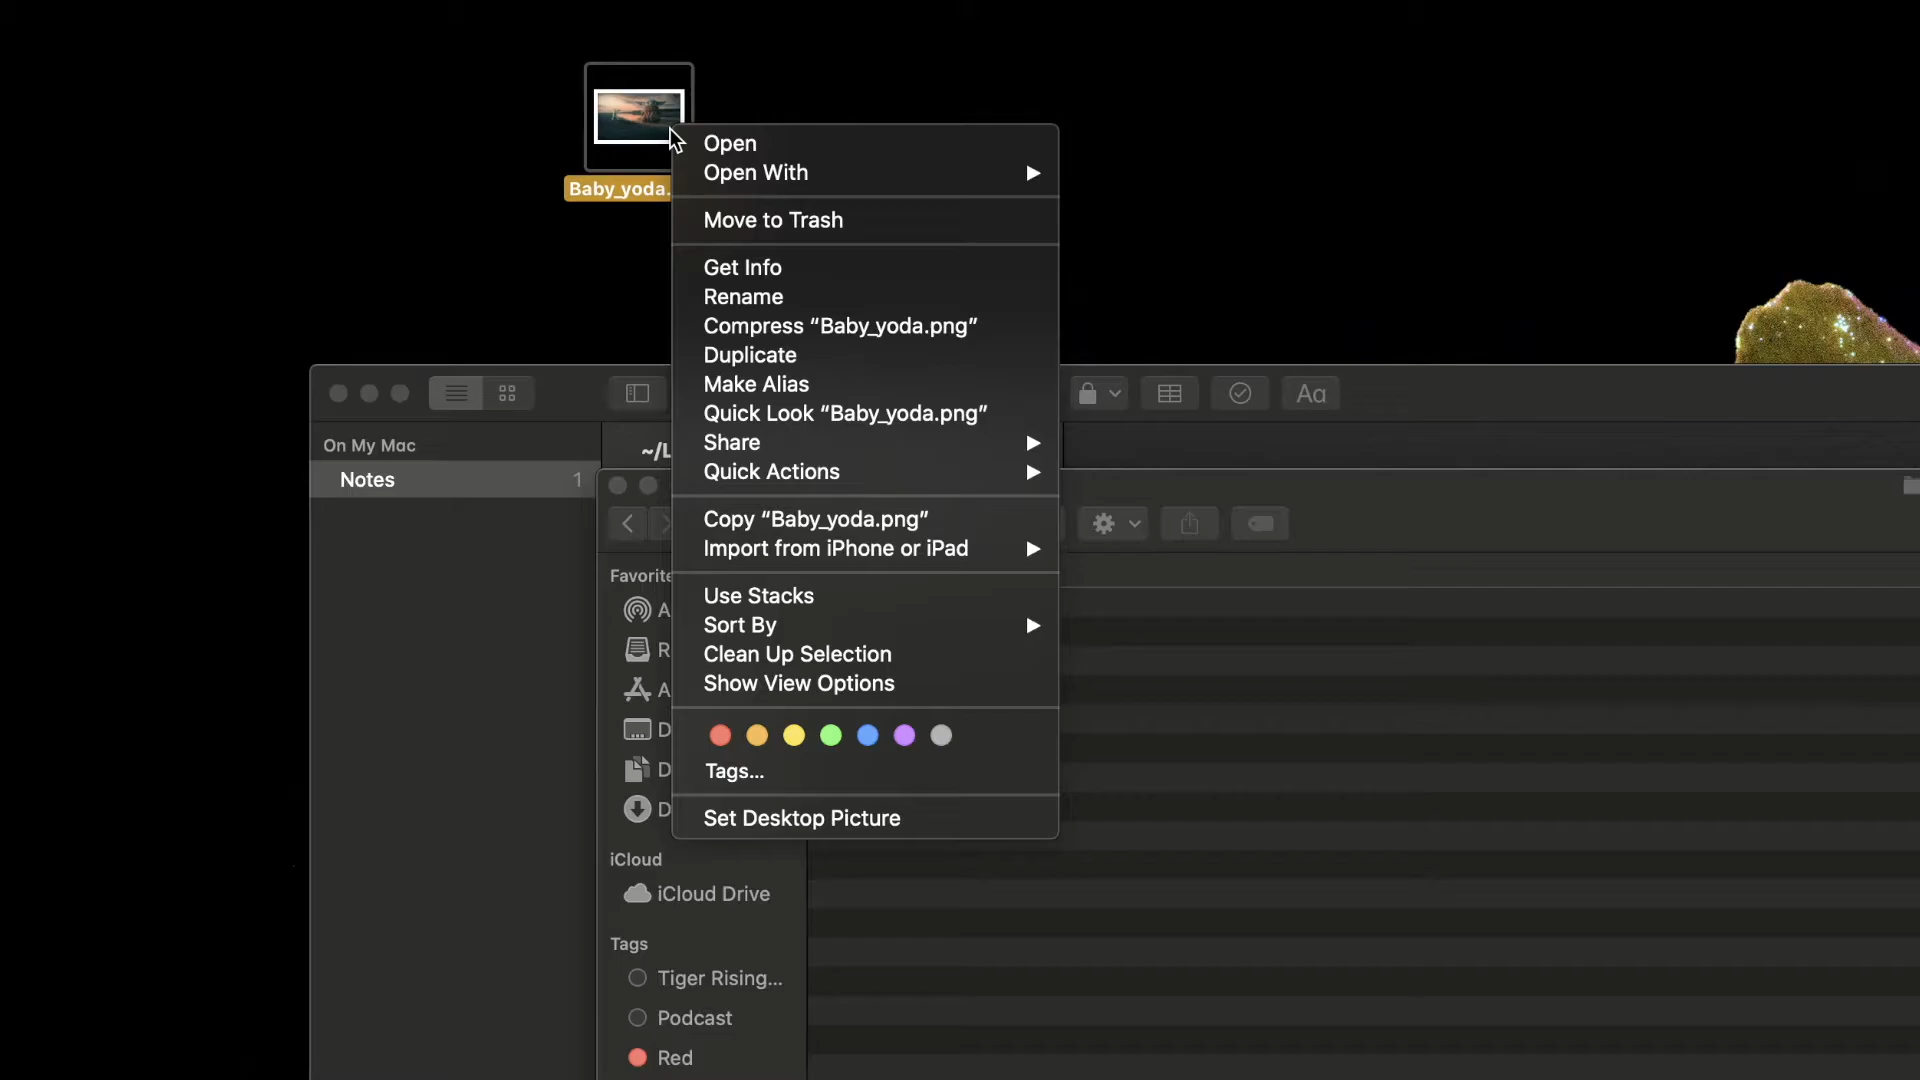 Baby_yoda.
Open
Open With
Move to Trash
Get Info
Rename
Compress “Baby_yoda.png”
Duplicate
Make Alias
Quick Look “Baby_yoda.png”
Share
Quick Actions
Copy “Baby_yoda.png”
Import from iPhone or iPad
Use Stacks
Sort By
Clean Up Selection
Show View Options
Tags...
Set Desktop Picture
Aa
On My Mac
Notes 1
~/L
Favorite
A
R
A
D
D
D
iCloud
iCloud Drive
Tags
Tiger Rising...
Podcast
Red